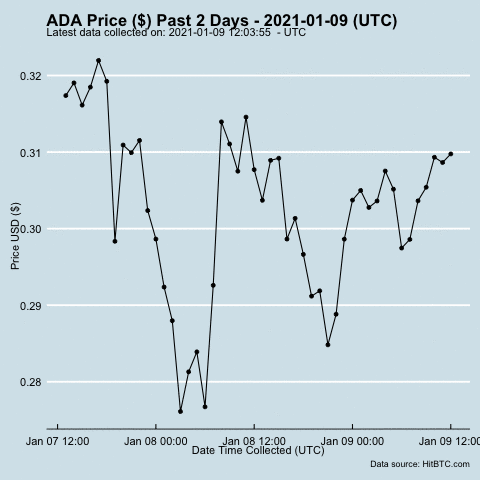 ADA Price ($) Past 2 Days - 2021-01-09 (UTC)
Latest data collected on: 2021-01-09 12:03:55 - UTC
0.32
0.31
0.30
0.29
0.28
Price USD ($)
Jan 07 12:00 Jan 08 00:00 Jan 08 12:00 Jan 09 00:00 Jan 09 12:00
Date Time Collected (UTC)
Data source: HitBTC.com